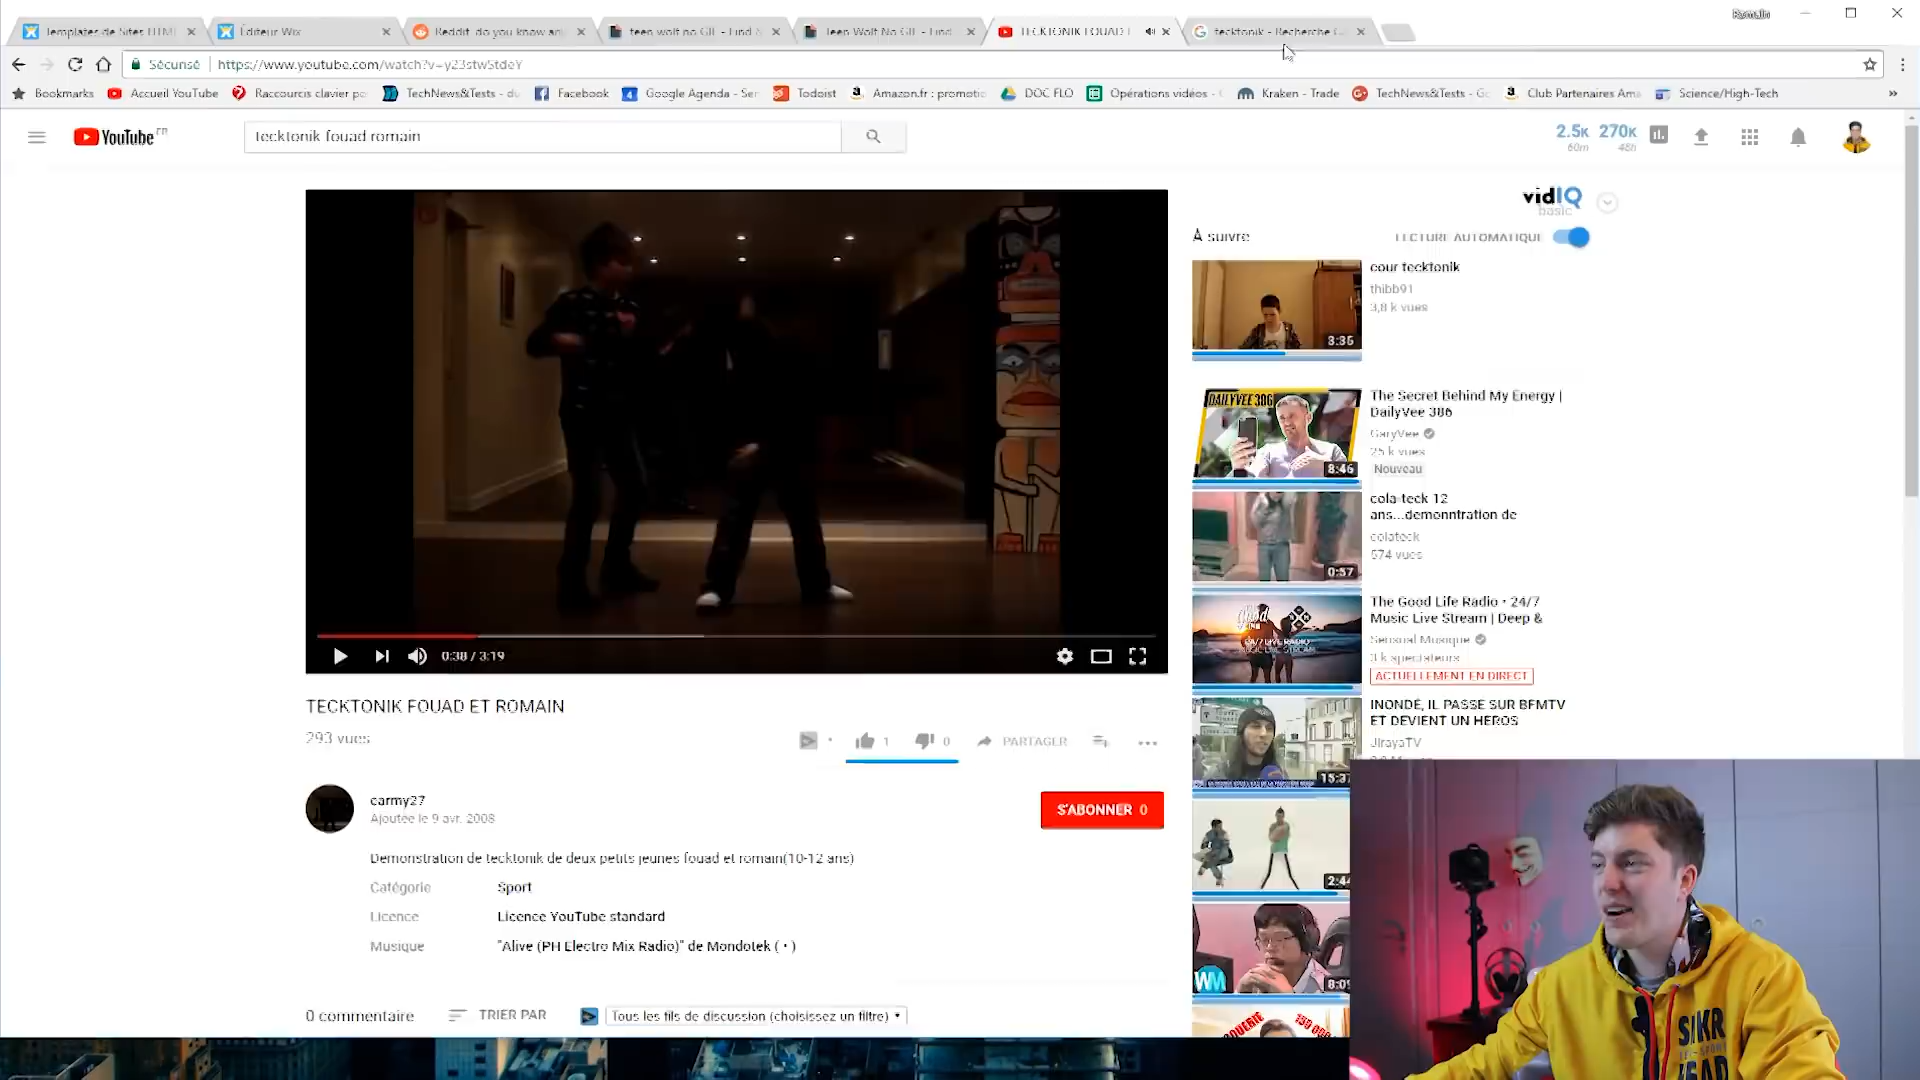 Romain
Templates de Sites HTML
Éditeur Wix
Reddit do you know an
teen wolf no GIF - Find &
Teen Wolf No GIF - Find
TECKTONIK FOUAD
tecktonik - Recherche G
Sécurisé https://www.youtube.com/watch?v=y23stwStdeY
Bookmarks Accueil YouTube Raccourcis clavier po TechNews&Tests - du Facebook Google Agenda - Ser Todoist Amazon.fr : promotio DOC FLO Opérations vidéos - Kraken - Trade TechNews&Tests - Go Club Partenaires Ama Science/High-Tech
YouTube FR
tecktonik fouad romain
2.5K 270K
60m 48h
vidIQ
basic
À suivre
LECTURE AUTOMATIQUE
cour tecktonik
thibb91
3,8 k vues
3:35
The Secret Behind My Energy |
DailyVee 386
GaryVee
25 k vues
Nouveau
DAILYVEE 386
8:46
cola teck 12
ans...demonntration de
colateck
574 vues
0:57
The Good Life Radio • 24/7
Music Live Stream | Deep &
Sensual Musique
3 k spectateurs
ACTUELLEMENT EN DIRECT
INONDÉ, IL PASSE SUR BFMTV
ET DEVIENT UN HEROS
JirayaTV
15:37
2:44
WM
8:09
0:38 / 3:19
TECKTONIK FOUAD ET ROMAIN
293 vues
1 0 PARTAGER
carmy27
Ajoutée le 9 avr. 2008
S'ABONNER 0
Demonstration de tecktonik de deux petits jeunes fouad et romain(10-12 ans)
Catégorie Sport
Licence Licence YouTube standard
Musique "Alive (PH Electro Mix Radio)" de Mondotek ( • )
0 commentaire TRIER PAR Tous les fils de discussion (choisissez un filtre)